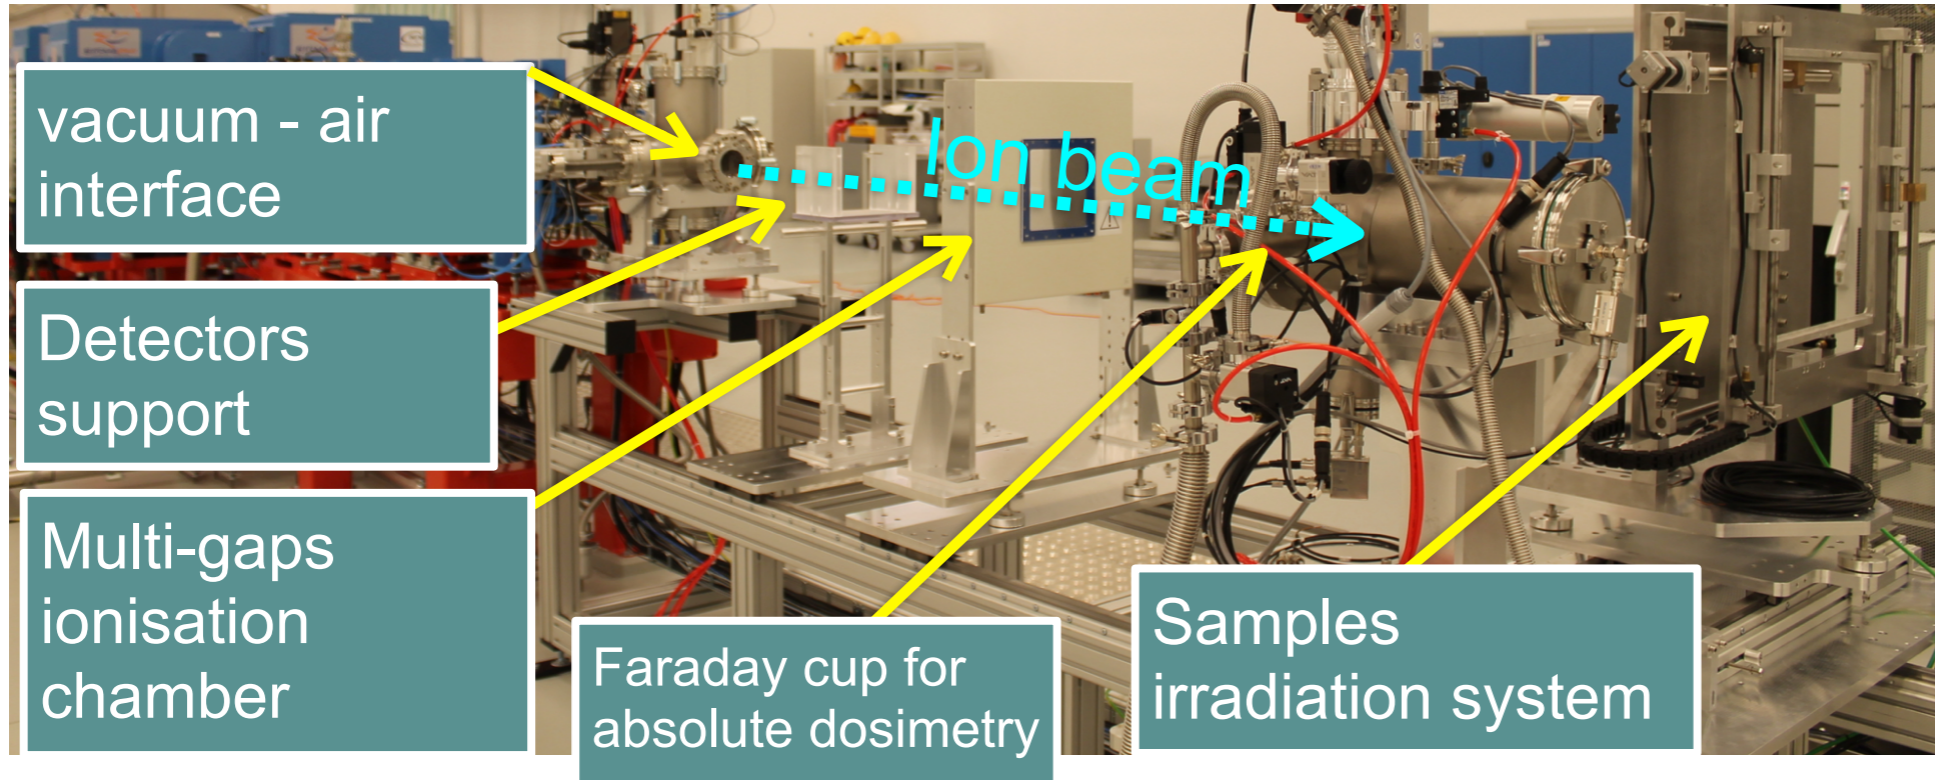 vacuum - air
interface
Ion beam
Detectors
support
Multi-gaps
ionisation
chamber
Faraday cup for
absolute dosimetry
Samples
irradiation system